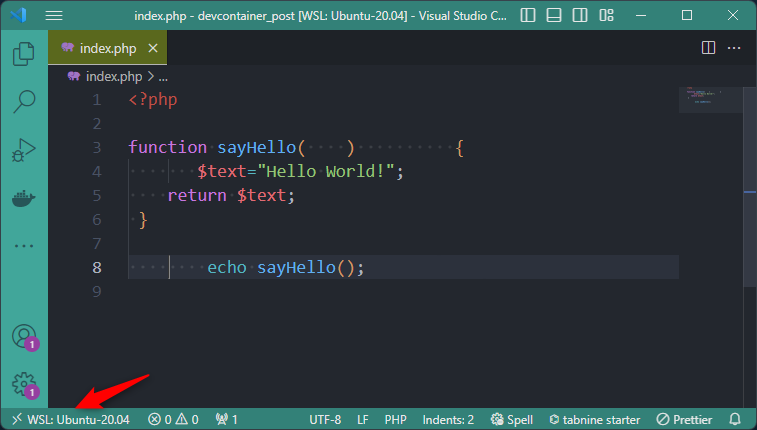 index.php - devcontainer_post [WSL: Ubuntu-20.04] - Visual Studio C...
index.php
index.php > ...
1 <?php
2
3 function sayHello(    )          {
4        $text="Hello World!";
5     return $text;
6  }
7
8         echo sayHello();
9
1
1
WSL: Ubuntu-20.04 0 0 1 UTF-8 LF PHP Indents: 2 Spell tabnine starter Prettier